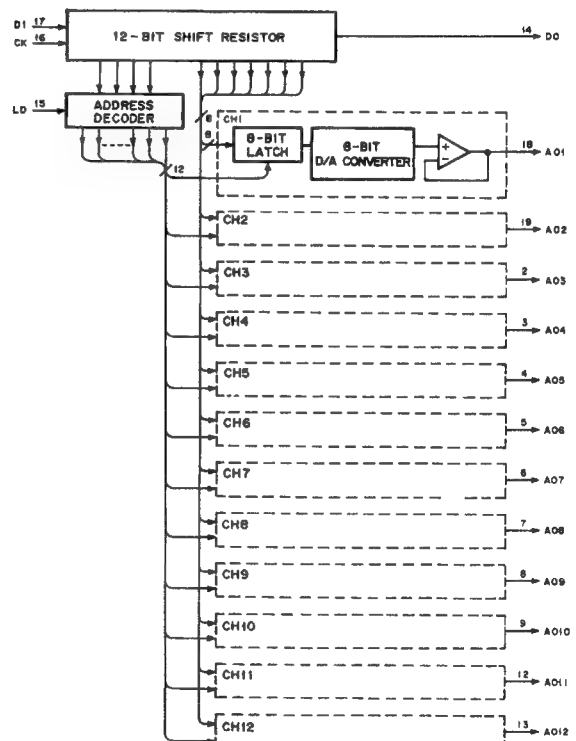 DI 17
12-BIT SHIFT RESISTOR
14 DO
CK 16
LD 15
ADDRESS
DECODER
8
CH1
8
8-BIT
LATCH
8-BIT
D/A CONVERTER
+
−
18 AO1
12
CH2 19 AO2
CH3 2 AO3
CH4 3 AO4
CH5 4 AO5
CH6 5 AO6
CH7 6 AO7
CH8 7 AO8
CH9 8 AO9
CH10 9 AO10
CH11 12 AO11
CH12 13 AO12